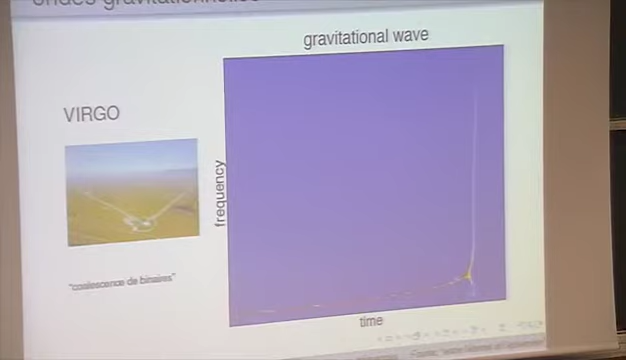 ondes gravitationnelles
gravitational wave
VIRGO
frequency
"coalescence de binaires"
time